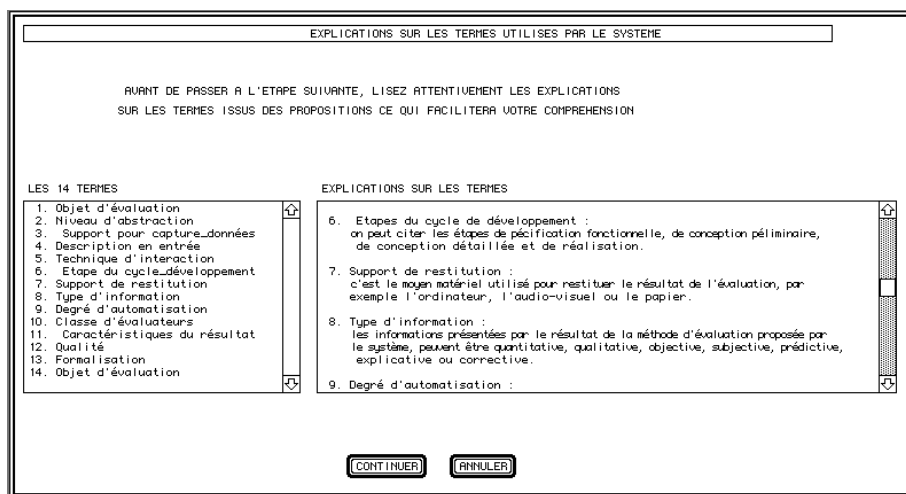 EXPLICATIONS SUR LES TERMES UTILISES PAR LE SYSTEME
AVANT DE PASSER A L'ETAPE SUIVANTE, LISEZ ATTENTIVEMENT LES EXPLICATIONS
SUR LES TERMES ISSUS DES PROPOSITIONS CE QUI FACILITERA VOTRE COMPREHENSION
LES 14 TERMES
1. Objet d'évaluation
2. Niveau d'abstraction
3. Support pour capture_données
4. Description en entrée
5. Technique d'interaction
6. Etape du cycle_développement
7. Support de restitution
8. Type d'information
9. Degré d'automatisation
10. Classe d'évaluateurs
11. Caractéristiques du résultat
12. Qualité
13. Formalisation
14. Objet d'évaluation
EXPLICATIONS SUR LES TERMES
6. Etapes du cycle de développement :
on peut citer les étapes de pécification fonctionnelle, de conception péliminaire,
de conception détaillée et de réalisation.
7. Support de restitution :
c'est le moyen matériel utilisé pour restituer le résultat de l'évaluation, par
exemple l'ordinateur, l'audio-visuel ou le papier.
8. Type d'information :
les informations présentées par le résultat de la méthode d'évaluation proposée par
le système, peuvent être quantitative, qualitative, objective, subjective, prédictive,
explicative ou corrective.
9. Degré d'automatisation :
CONTINUER ANNULER